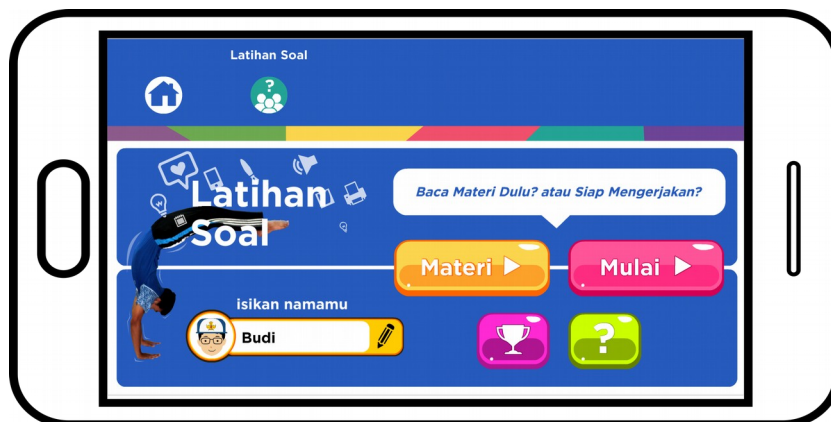 Latihan Soal
?
Latihan
Soal
Baca Materi Dulu? atau Siap Mengerjakan?
Materi
Mulai
isikan namamu
Budi
?